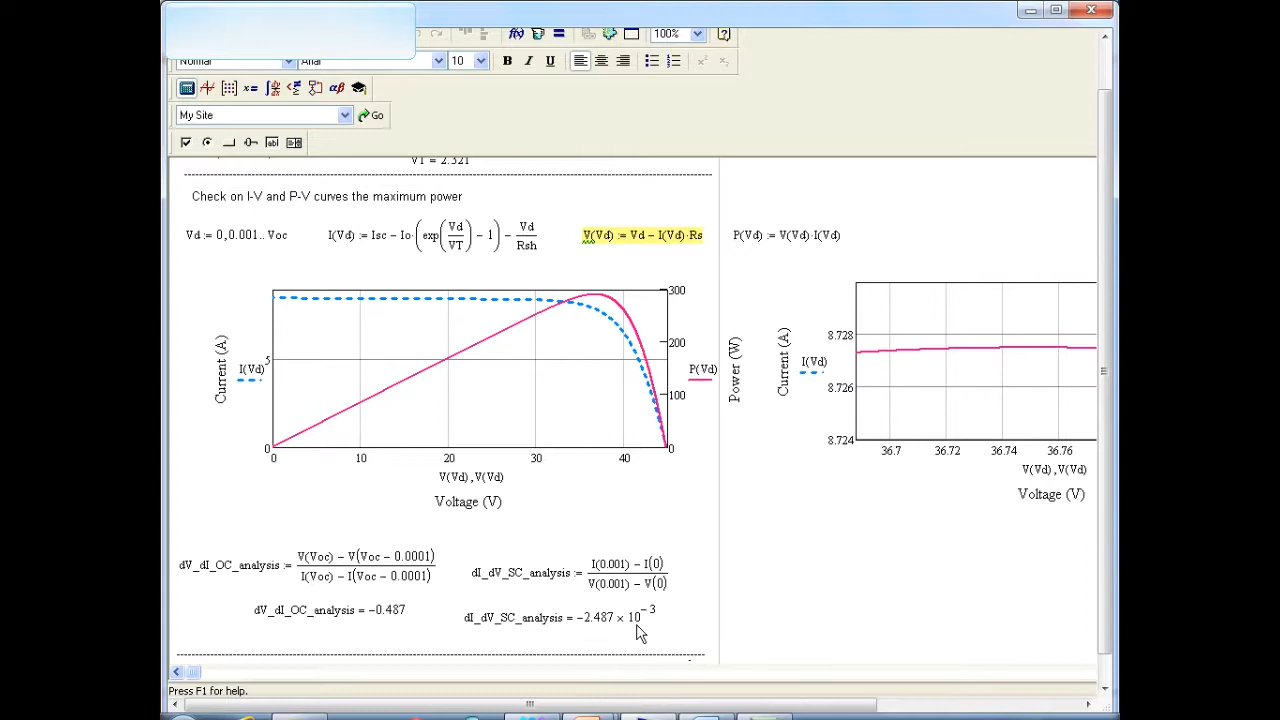 100%
Normal Arial 10 B I U
My Site Go
VT = 2.321
Check on I-V and P-V curves the maximum power
Vd := 0,0.001.. Voc I(Vd) := Isc − Io·(exp(Vd/VT) − 1) − Vd/Rsh V(Vd) := Vd − I(Vd)·Rs P(Vd) := V(Vd)·I(Vd)
Current (A)
I(Vd)
5
0
0 10 20 30 40
V(Vd),V(Vd)
Voltage (V)
300
200
100
0
P(Vd)
Power (W)
Current (A)
I(Vd)
8.728
8.726
8.724
36.7 36.72 36.74 36.76
V(Vd),V(Vd)
Voltage (V)
dV_dI_OC_analysis := V(Voc) − V(Voc − 0.0001) / I(Voc) − I(Voc − 0.0001)
dI_dV_SC_analysis := I(0.001) − I(0) / V(0.001) − V(0)
dV_dI_OC_analysis = −0.487
dI_dV_SC_analysis = −2.487 × 10−3
Press F1 for help.